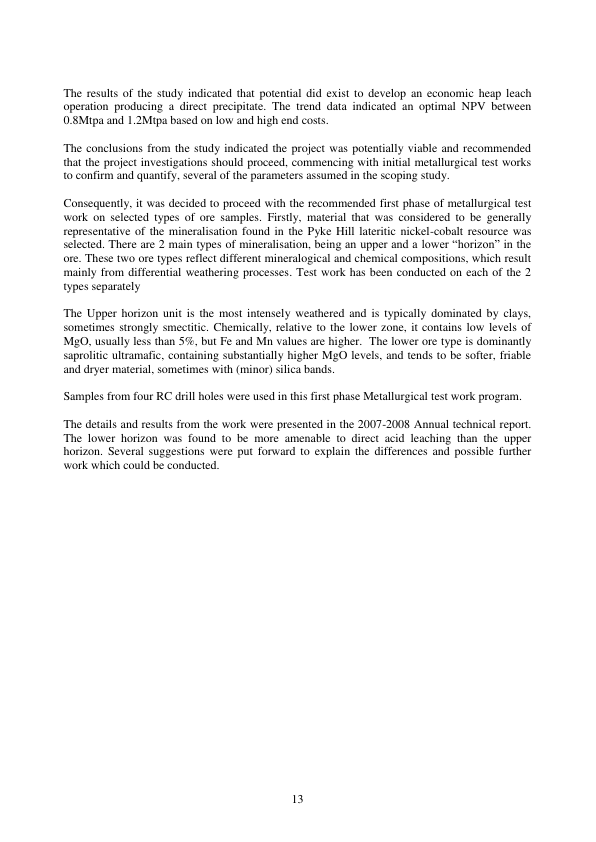 The results of the study indicated that potential did exist to develop an economic heap leach
operation producing a direct precipitate. The trend data indicated an optimal NPV between
0.8Mtpa and 1.2Mtpa based on low and high end costs.
The conclusions from the study indicated the project was potentially viable and recommended
that the project investigations should proceed, commencing with initial metallurgical test works
to confirm and quantify, several of the parameters assumed in the scoping study.
Consequently, it was decided to proceed with the recommended first phase of metallurgical test
work on selected types of ore samples. Firstly, material that was considered to be generally
representative of the mineralisation found in the Pyke Hill lateritic nickel-cobalt resource was
selected. There are 2 main types of mineralisation, being an upper and a lower “horizon” in the
ore. These two ore types reflect different mineralogical and chemical compositions, which result
mainly from differential weathering processes. Test work has been conducted on each of the 2
types separately
The Upper horizon unit is the most intensely weathered and is typically dominated by clays,
sometimes strongly smectitic. Chemically, relative to the lower zone, it contains low levels of
MgO, usually less than 5%, but Fe and Mn values are higher.  The lower ore type is dominantly
saprolitic ultramafic, containing substantially higher MgO levels, and tends to be softer, friable
and dryer material, sometimes with (minor) silica bands.
Samples from four RC drill holes were used in this first phase Metallurgical test work program.
The details and results from the work were presented in the 2007-2008 Annual technical report.
The lower horizon was found to be more amenable to direct acid leaching than the upper
horizon. Several suggestions were put forward to explain the differences and possible further
work which could be conducted.
13